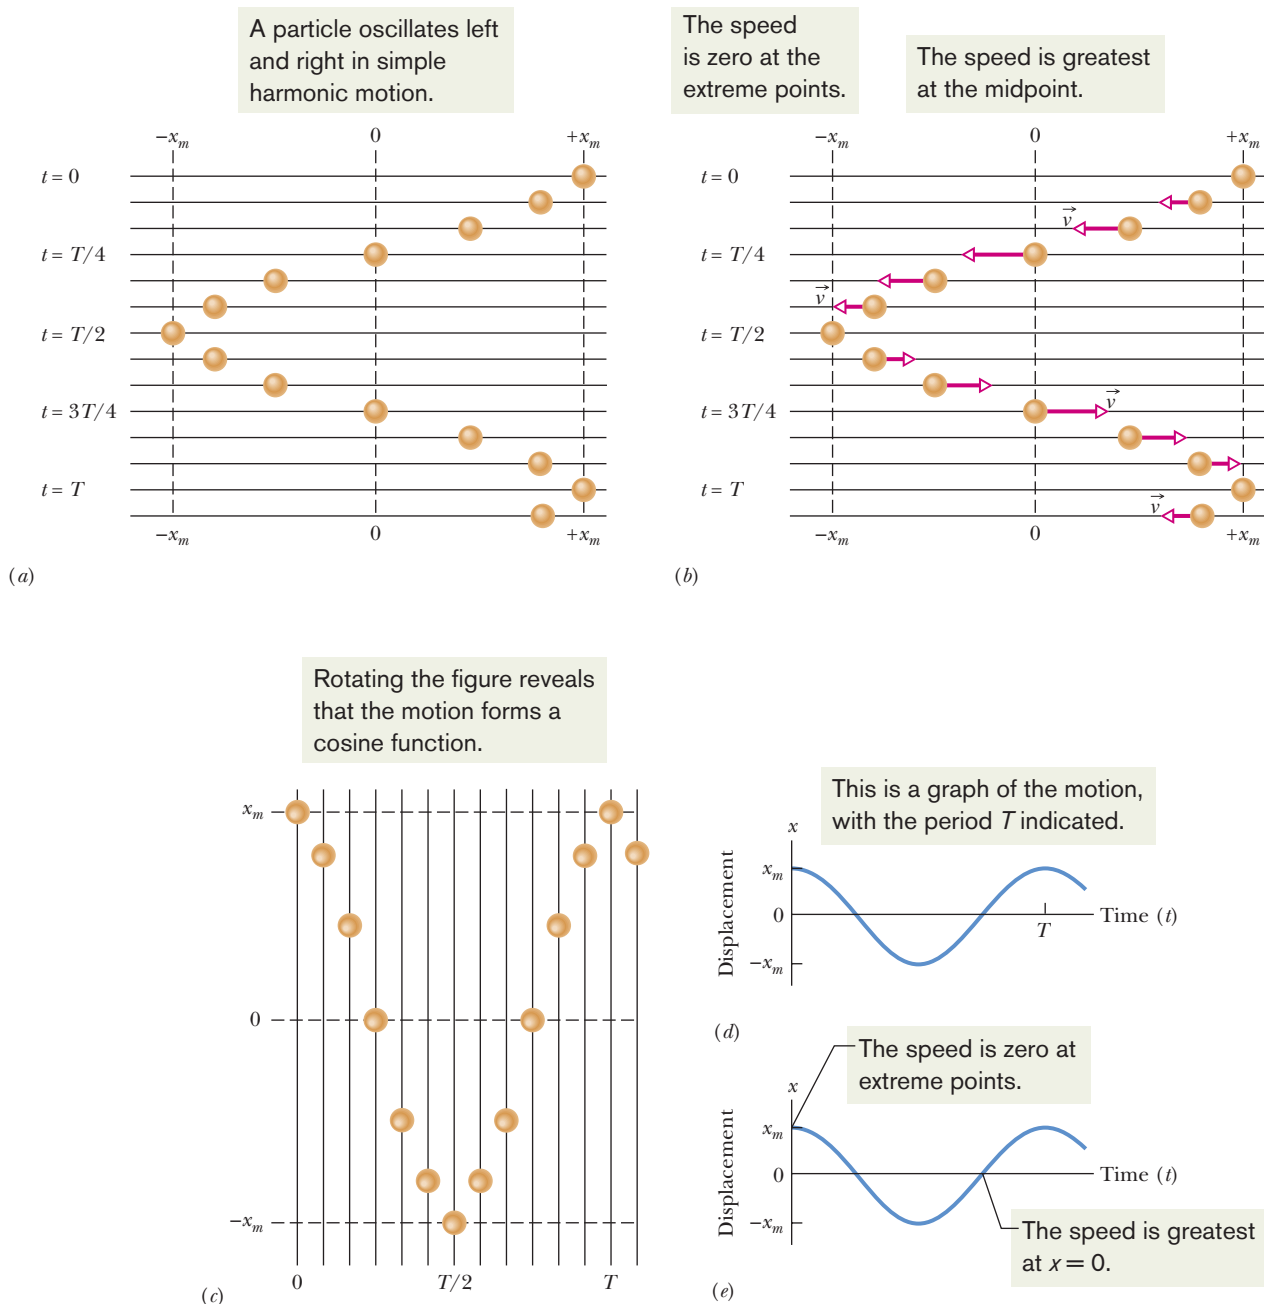 A particle oscillates left
and right in simple
harmonic motion.
−xm 0 +xm
t = 0
t = T/4
t = T/2
t = 3T/4
t = T
−xm 0 +xm
(a)
The speed
is zero at the
extreme points.
The speed is greatest
at the midpoint.
−xm 0 +xm
t = 0
v
t = T/4
v
t = T/2
t = 3T/4
v
t = T
v
−xm 0 +xm
(b)
Rotating the figure reveals
that the motion forms a
cosine function.
xm
0
−xm
0 T/2 T
(c)
This is a graph of the motion,
with the period T indicated.
x
Displacement
xm
0
−xm
T
Time (t)
(d)
The speed is zero at
extreme points.
x
Displacement
xm
0
−xm
Time (t)
The speed is greatest
at x = 0.
(e)